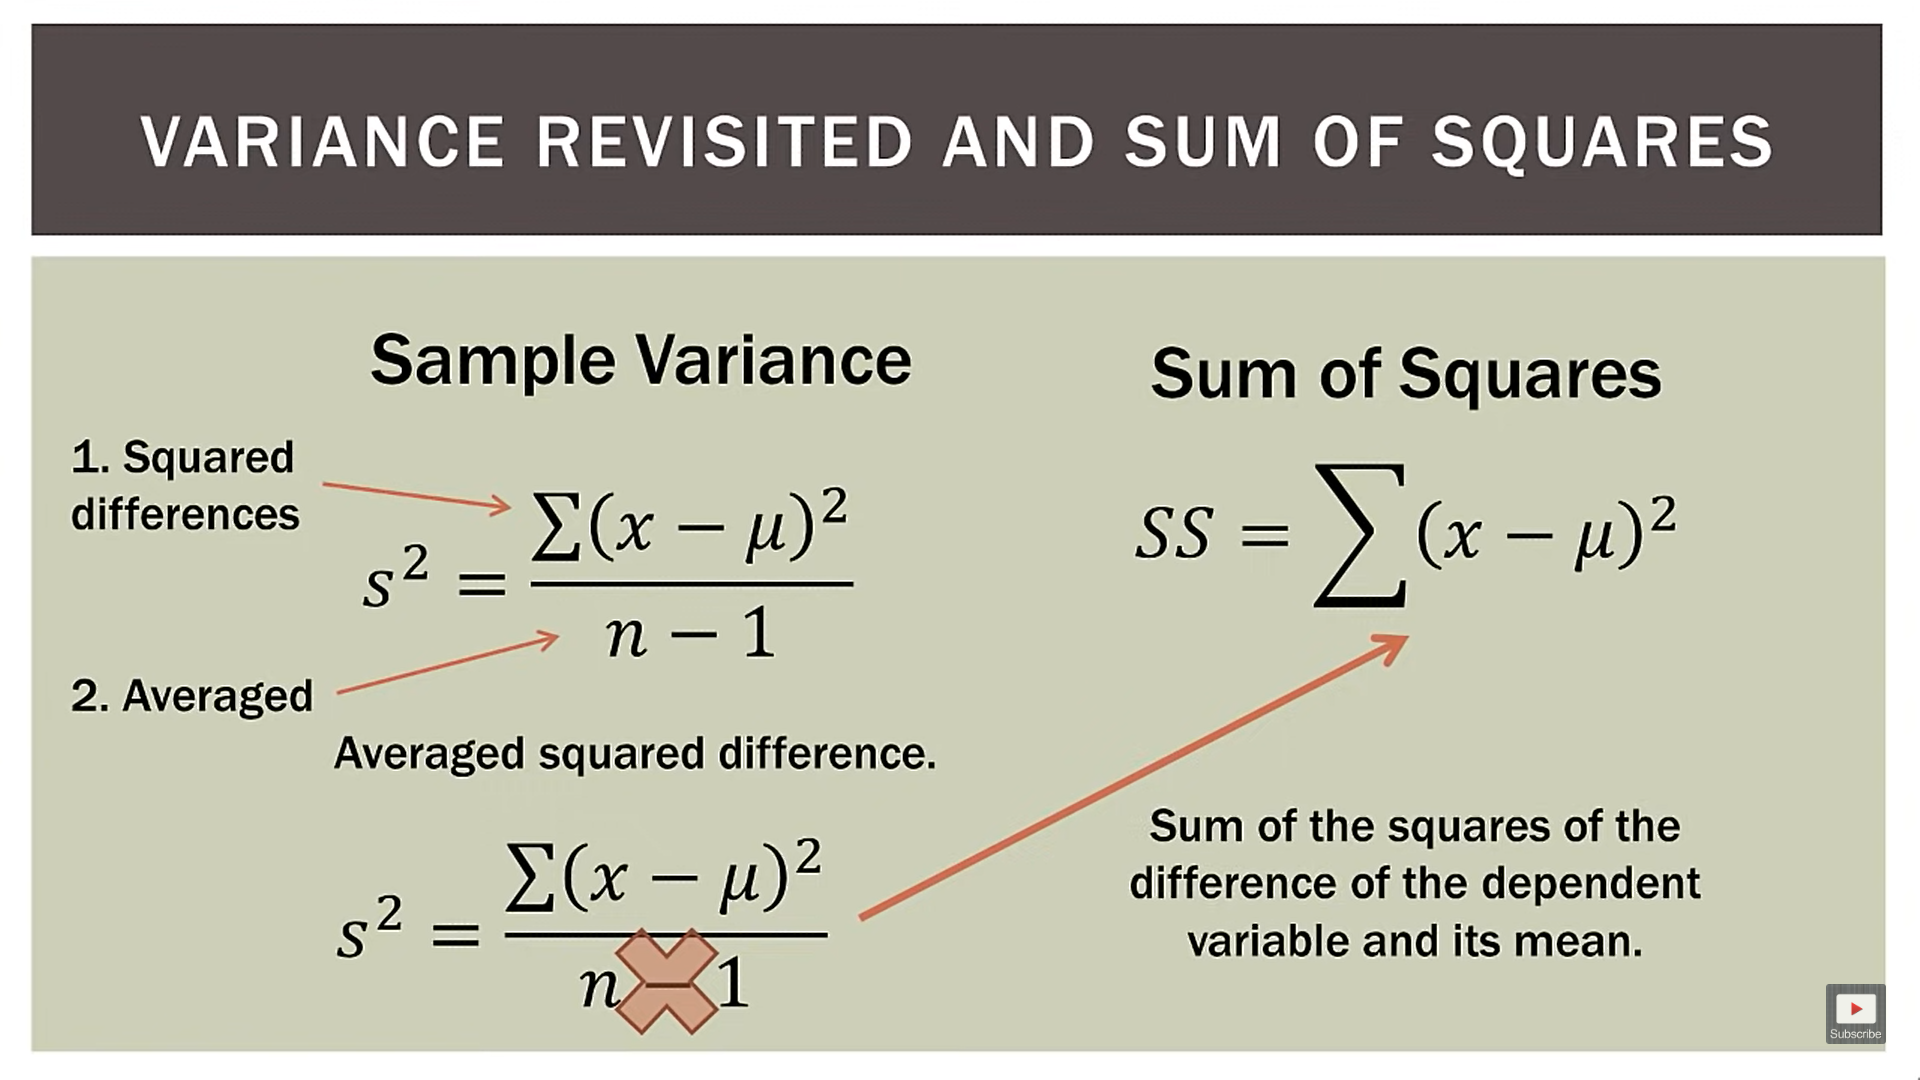 VARIANCE REVISITED AND SUM OF SQUARES
Sample Variance
1. Squared
differences
s² = ∑(x − μ)² / n − 1
2. Averaged
Averaged squared difference.
s² = ∑(x − μ)² / n − 1
Sum of Squares
SS = ∑(x − μ)²
Sum of the squares of the
difference of the dependent
variable and its mean.
Subscribe